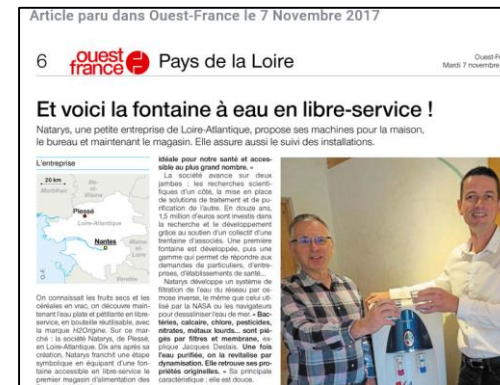 Article paru dans Ouest-France le 7 Novembre 2017
6 ouest
france Pays de la Loire
Ouest-Fr
Mardi 7 novembre
Et voici la fontaine à eau en libre-service !
Natarys, une petite entreprise de Loire-Atlantique, propose ses machines pour la maison,
le bureau et maintenant le magasin. Elle assure aussi le suivi des installations.
L'entreprise
20 km
Morbihan
Ille-
et-
Vilaine
Plessé
Loire-Atlantique
Nantes
Maine-
et-
Loire
Vendée
O.-F.
On connaissait les fruits secs et les
céréales en vrac, on découvre main-
tenant l'eau plate et pétillante en libre-
service, en bouteille réutilisable, avec
la marque H2Origine. Sur ce mar-
ché : la société Natarys, de Plessé,
en Loire-Atlantique. Dix ans après sa
création, Natarys franchit une étape
symbolique en équipant d'une fon-
taine accessible en libre-service le
premier magasin d'alimentation des
idéale pour notre santé et acces-
sible au plus grand nombre. »
La société avance sur deux
jambes : les recherches scienti-
fiques d'un côté, la mise en place
de solutions de traitement et de pu-
rification de l'autre. En douze ans,
1,5 million d'euros sont investis dans
la recherche et le développement
grâce au soutien d'un collectif d'une
trentaine d'associés. Une première
fontaine est développée, puis une
gamme qui permet de répondre aux
demandes de particuliers, d'entre-
prises, d'établissements de santé...
Natarys développe un système de
filtration de l'eau du réseau par os-
mose inverse, le même que celui uti-
lisé par la NASA ou les navigateurs
pour dessaliniser l'eau de mer. « Bac-
téries, calcaire, chlore, pesticides,
nitrates, métaux lourds... sont pié-
gés par filtres et membrane, ex-
plique Jacques Deslais. Une fois
l'eau purifiée, on la revitalise par
dynamisation. Elle retrouve ses pro-
priétés originelles. » Sa principale
caractéristique : elle est douce.